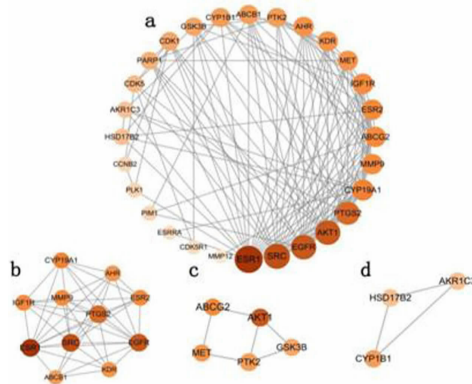 a
CYP1B1
ABCB1
PTK2
AHR
KDR
MET
IGF1R
ESR2
ABCG2
MMP9
CYP19A1
PTGS2
AKT1
EGFR
SRC
ESR1
MMP12
CDK5R1
ESRRA
PIM1
PLK1
CCNB2
HSD17B2
AKR1C3
CDK5
PARP1
CDK1
GSK3B
b
CYP19A1
AHR
IGF1R
MMP9
ESR2
PTGS2
ESR1
SRC
EGFR
ABCB1
KDR
c
ABCG2
AKT1
MET
PTK2
GSK3B
d
AKR1C3
HSD17B2
CYP1B1